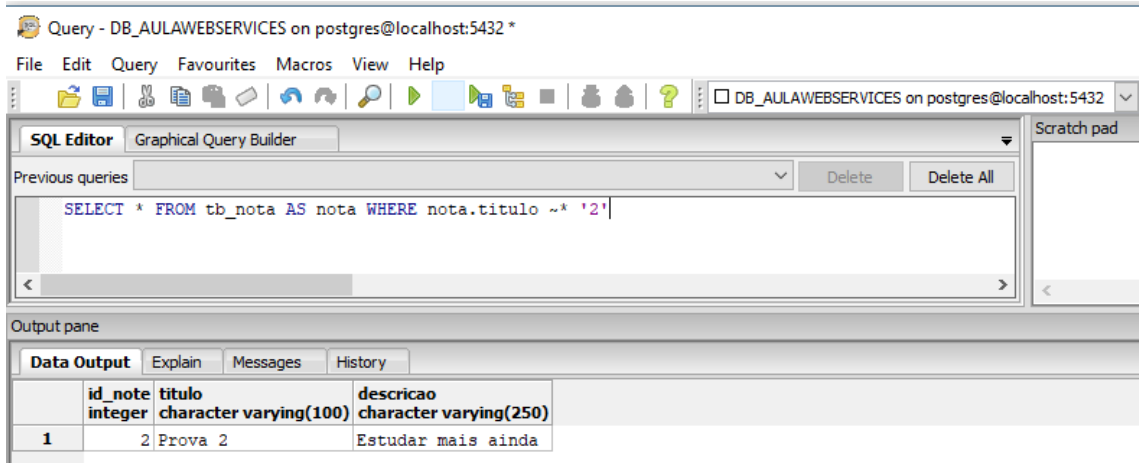 Query - DB_AULAWEBSERVICES on postgres@localhost:5432 *
File Edit Query Favourites Macros View Help
DB_AULAWEBSERVICES on postgres@localhost:5432
SQL Editor Graphical Query Builder
Scratch pad
Previous queries Delete Delete All
SELECT * FROM tb_nota AS nota WHERE nota.titulo ~* '2'
Output pane
Data Output Explain Messages History
id_note titulo descricao
integer character varying(100) character varying(250)
1 2 Prova 2 Estudar mais ainda